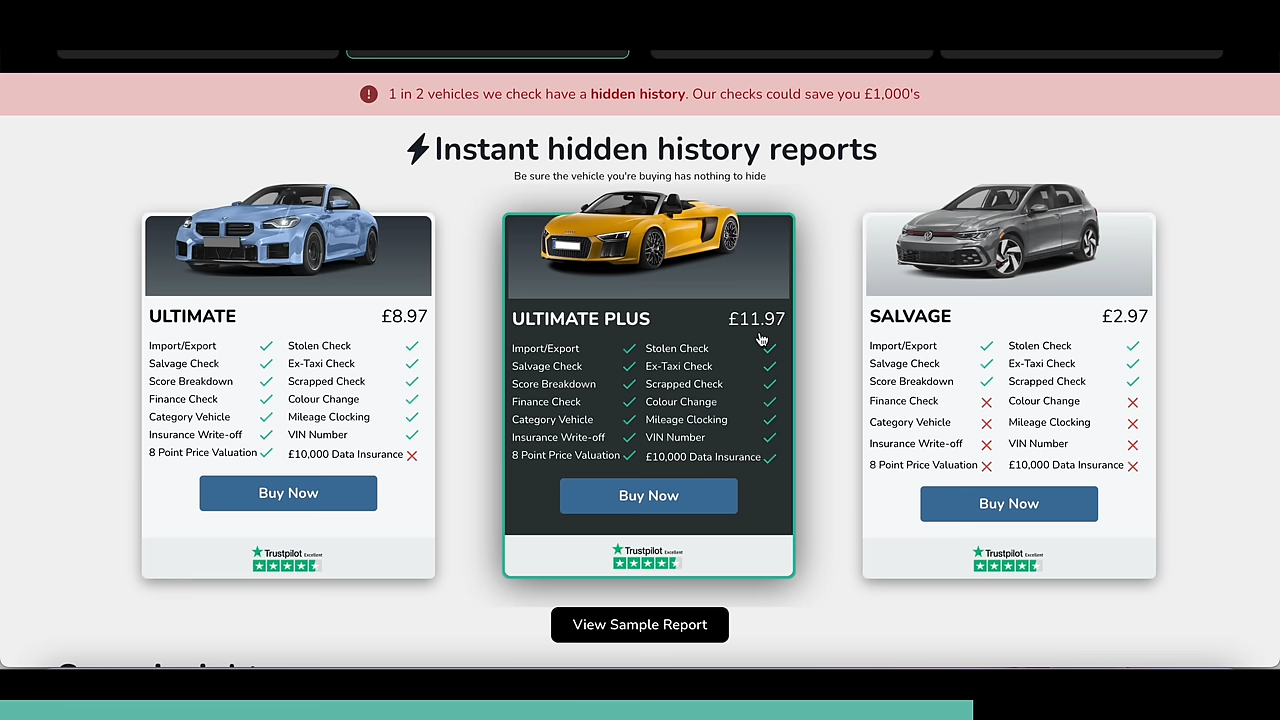 1 in 2 vehicles we check have a hidden history. Our checks could save you £1,000's
Instant hidden history reports
Be sure the vehicle you're buying has nothing to hide
ULTIMATE £8.97
Import/Export Stolen Check
Salvage Check Ex-Taxi Check
Score Breakdown Scrapped Check
Finance Check Colour Change
Category Vehicle Mileage Clocking
Insurance Write-off VIN Number
8 Point Price Valuation £10,000 Data Insurance
Buy Now
Trustpilot Excellent
ULTIMATE PLUS £11.97
Import/Export Stolen Check
Salvage Check Ex-Taxi Check
Score Breakdown Scrapped Check
Finance Check Colour Change
Category Vehicle Mileage Clocking
Insurance Write-off VIN Number
8 Point Price Valuation £10,000 Data Insurance
Buy Now
Trustpilot Excellent
SALVAGE £2.97
Import/Export Stolen Check
Salvage Check Ex-Taxi Check
Score Breakdown Scrapped Check
Finance Check Colour Change
Category Vehicle Mileage Clocking
Insurance Write-off VIN Number
8 Point Price Valuation £10,000 Data Insurance
Buy Now
Trustpilot Excellent
View Sample Report